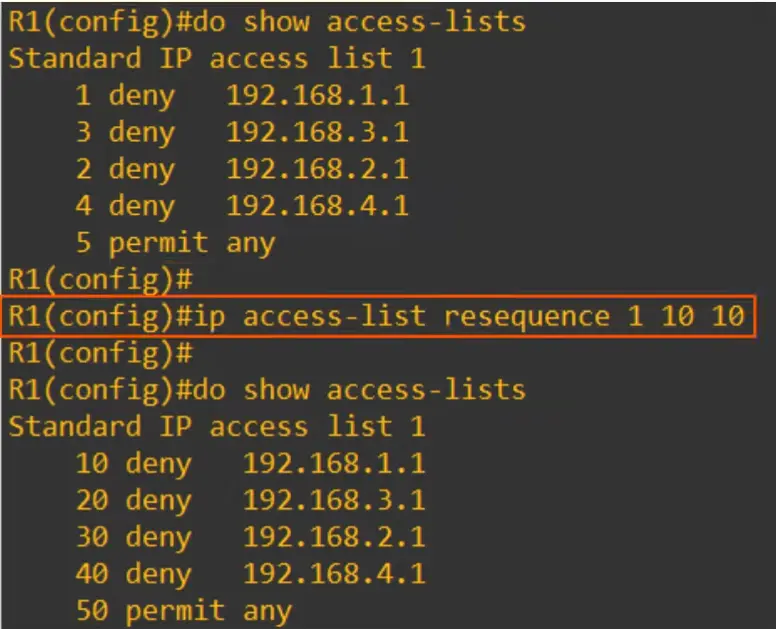 R1(config)#do show access-lists
Standard IP access list 1
    1 deny   192.168.1.1
    3 deny   192.168.3.1
    2 deny   192.168.2.1
    4 deny   192.168.4.1
    5 permit any
R1(config)#
R1(config)#ip access-list resequence 1 10 10
R1(config)#
R1(config)#do show access-lists
Standard IP access list 1
    10 deny   192.168.1.1
    20 deny   192.168.3.1
    30 deny   192.168.2.1
    40 deny   192.168.4.1
    50 permit any